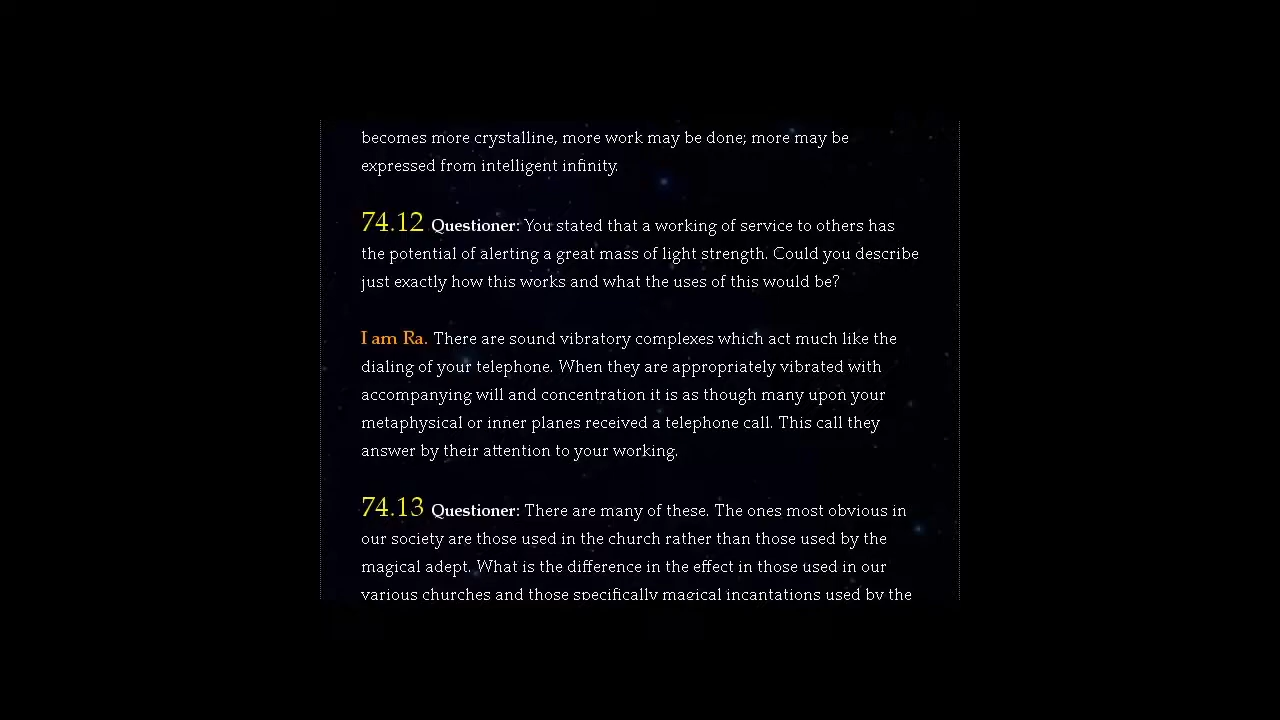 becomes more crystalline, more work may be done; more may be
expressed from intelligent infinity.
74.12 Questioner: You stated that a working of service to others has
the potential of alerting a great mass of light strength. Could you describe
just exactly how this works and what the uses of this would be?
I am Ra. There are sound vibratory complexes which act much like the
dialing of your telephone. When they are appropriately vibrated with
accompanying will and concentration it is as though many upon your
metaphysical or inner planes received a telephone call. This call they
answer by their attention to your working.
74.13 Questioner: There are many of these. The ones most obvious in
our society are those used in the church rather than those used by the
magical adept. What is the difference in the effect in those used in our
various churches and those specifically magical incantations used by the